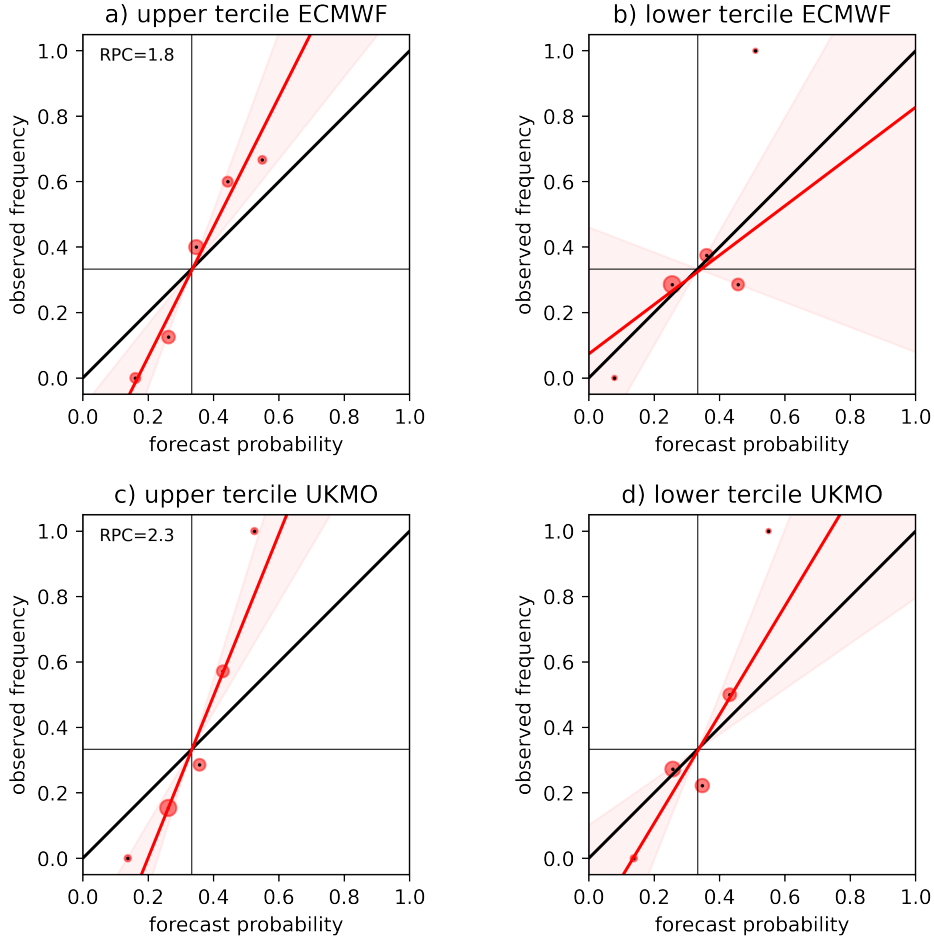 a) upper tercile ECMWF
RPC=1.8
observed frequency
1.0
0.8
0.6
0.4
0.2
0.0
0.0 0.2 0.4 0.6 0.8 1.0
forecast probability
b) lower tercile ECMWF
observed frequency
1.0
0.8
0.6
0.4
0.2
0.0
0.0 0.2 0.4 0.6 0.8 1.0
forecast probability
c) upper tercile UKMO
RPC=2.3
observed frequency
1.0
0.8
0.6
0.4
0.2
0.0
0.0 0.2 0.4 0.6 0.8 1.0
forecast probability
d) lower tercile UKMO
observed frequency
1.0
0.8
0.6
0.4
0.2
0.0
0.0 0.2 0.4 0.6 0.8 1.0
forecast probability